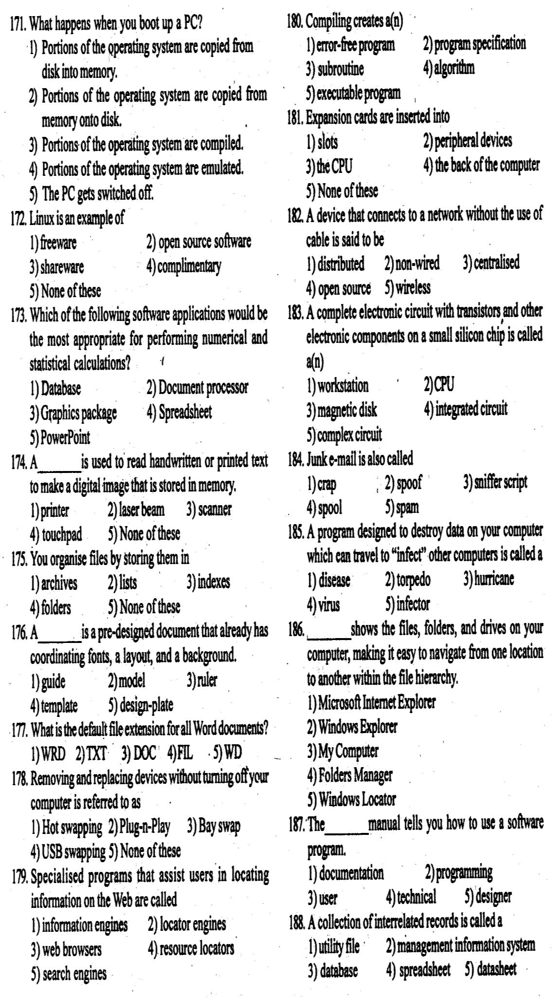 171. What happens when you boot up a PC?
1) Portions of the operating system are copied from
disk into memory.
2) Portions of the operating system are copied from
memory onto disk.
3) Portions of the operating system are compiled.
4) Portions of the operating system are emulated.
5) The PC gets switched off.
172. Linux is an example of
1) freeware 2) open source software
3) shareware 4) complimentary
5) None of these
173. Which of the following software applications would be
the most appropriate for performing numerical and
statistical calculations?
1) Database 2) Document processor
3) Graphics package 4) Spreadsheet
5) PowerPoint
174. A______is used to read handwritten or printed text
to make a digital image that is stored in memory.
1) printer 2) laser beam 3) scanner
4) touchpad 5) None of these
175. You organise files by storing them in
1) archives 2) lists 3) indexes
4) folders 5) None of these
176. A______is a pre-designed document that already has
coordinating fonts, a layout, and a background.
1) guide 2) model 3) ruler
4) template 5) design-plate
177. What is the default file extension for all Word documents?
1) WRD 2) TXT 3) DOC 4) FIL 5) WD
178. Removing and replacing devices without turning off your
computer is referred to as
1) Hot swapping 2) Plug-n-Play 3) Bay swap
4) USB swapping 5) None of these
179. Specialised programs that assist users in locating
information on the Web are called
1) information engines 2) locator engines
3) web browsers 4) resource locators
5) search engines
180. Compiling creates a(n)
1) error-free program 2) program specification
3) subroutine 4) algorithm
5) executable program
181. Expansion cards are inserted into
1) slots 2) peripheral devices
3) the CPU 4) the back of the computer
5) None of these
182. A device that connects to a network without the use of
cable is said to be
1) distributed 2) non-wired 3) centralised
4) open source 5) wireless
183. A complete electronic circuit with transistors and other
electronic components on a small silicon chip is called
a(n)
1) workstation 2) CPU
3) magnetic disk 4) integrated circuit
5) complex circuit
184. Junk e-mail is also called
1) crap 2) spoof 3) sniffer script
4) spool 5) spam
185. A program designed to destroy data on your computer
which can travel to "infect" other computers is called a
1) disease 2) torpedo 3) hurricane
4) virus 5) infector
186. ______shows the files, folders, and drives on your
computer, making it easy to navigate from one location
to another within the file hierarchy.
1) Microsoft Internet Explorer
2) Windows Explorer
3) My Computer
4) Folders Manager
5) Windows Locator
187. The______manual tells you how to use a software
program.
1) documentation 2) programming
3) user 4) technical 5) designer
188. A collection of interrelated records is called a
1) utility file 2) management information system
3) database 4) spreadsheet 5) datasheet